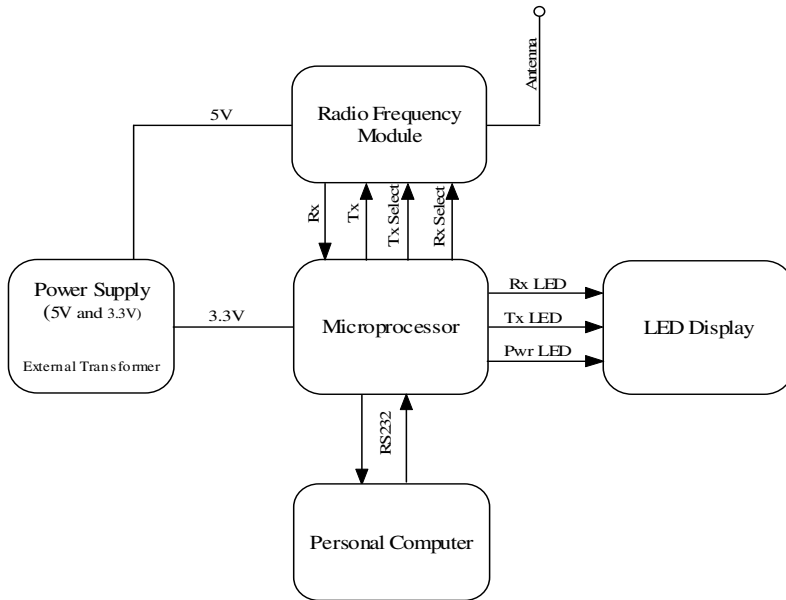 Antenna
Radio Frequency
Module
5V
Rx
Tx
Tx Select
Rx Select
Power Supply
(5V and 3.3V)
External Transformer
3.3V
Microprocessor
Rx LED
Tx LED
Pwr LED
LED Display
RS232
Personal Computer